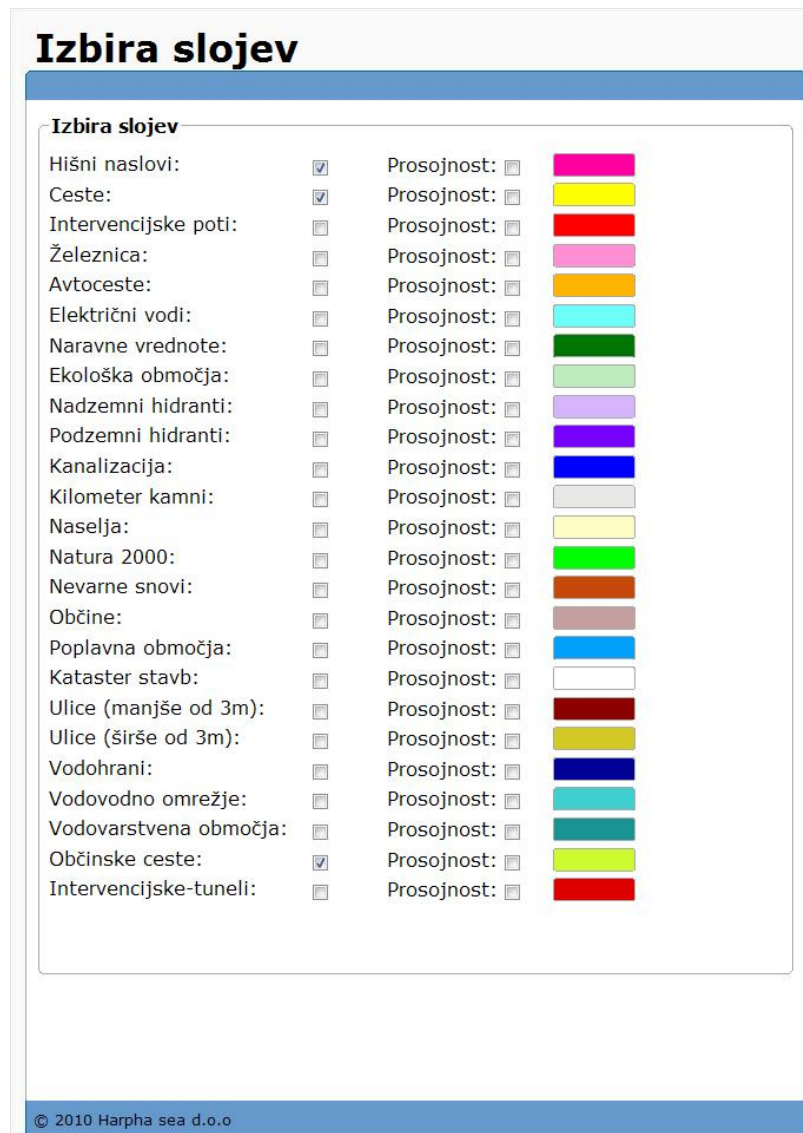 Izbira slojev
Izbira slojev
Hišni naslovi: Prosojnost:
Ceste: Prosojnost:
Intervencijske poti: Prosojnost:
Železnica: Prosojnost:
Avtoceste: Prosojnost:
Električni vodi: Prosojnost:
Naravne vrednote: Prosojnost:
Ekološka območja: Prosojnost:
Nadzemni hidranti: Prosojnost:
Podzemni hidranti: Prosojnost:
Kanalizacija: Prosojnost:
Kilometer kamni: Prosojnost:
Naselja: Prosojnost:
Natura 2000: Prosojnost:
Nevarne snovi: Prosojnost:
Občine: Prosojnost:
Poplavna območja: Prosojnost:
Kataster stavb: Prosojnost:
Ulice (manjše od 3m): Prosojnost:
Ulice (širše od 3m): Prosojnost:
Vodohrani: Prosojnost:
Vodovodno omrežje: Prosojnost:
Vodovarstvena območja: Prosojnost:
Občinske ceste: Prosojnost:
Intervencijske-tuneli: Prosojnost:
© 2010 Harpha sea d.o.o